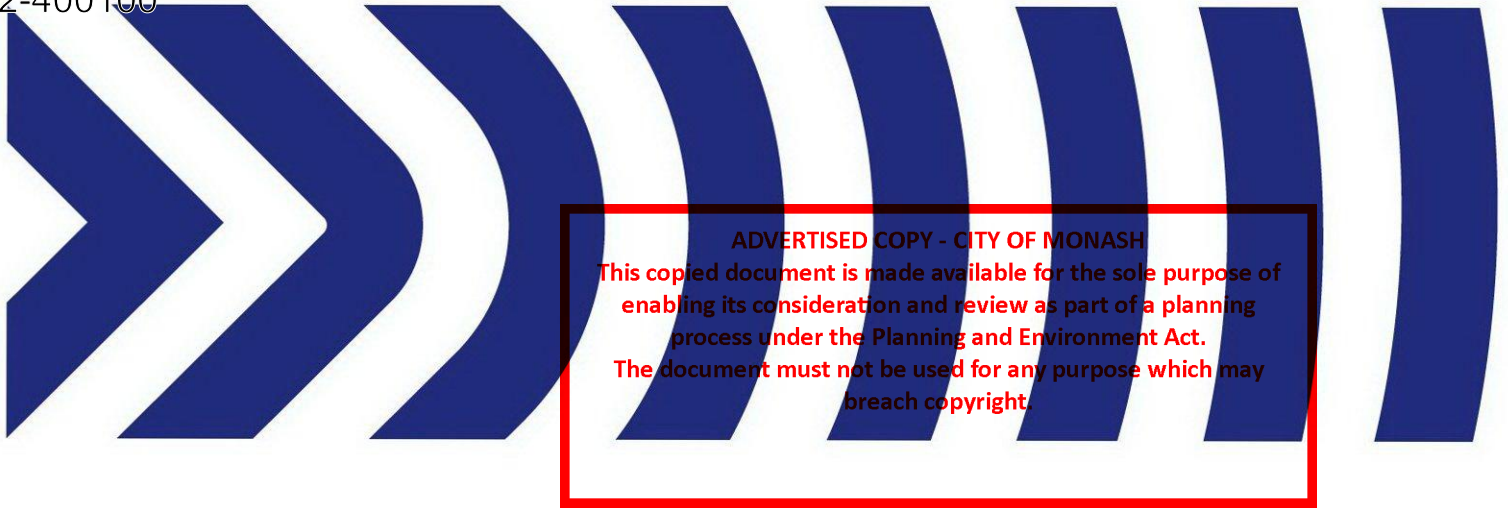 2-400100
ADVERTISED COPY - CITY OF MONASH
This copied document is made available for the sole purpose of
enabling its consideration and review as part of a planning
process under the Planning and Environment Act.
The document must not be used for any purpose which may
breach copyright.